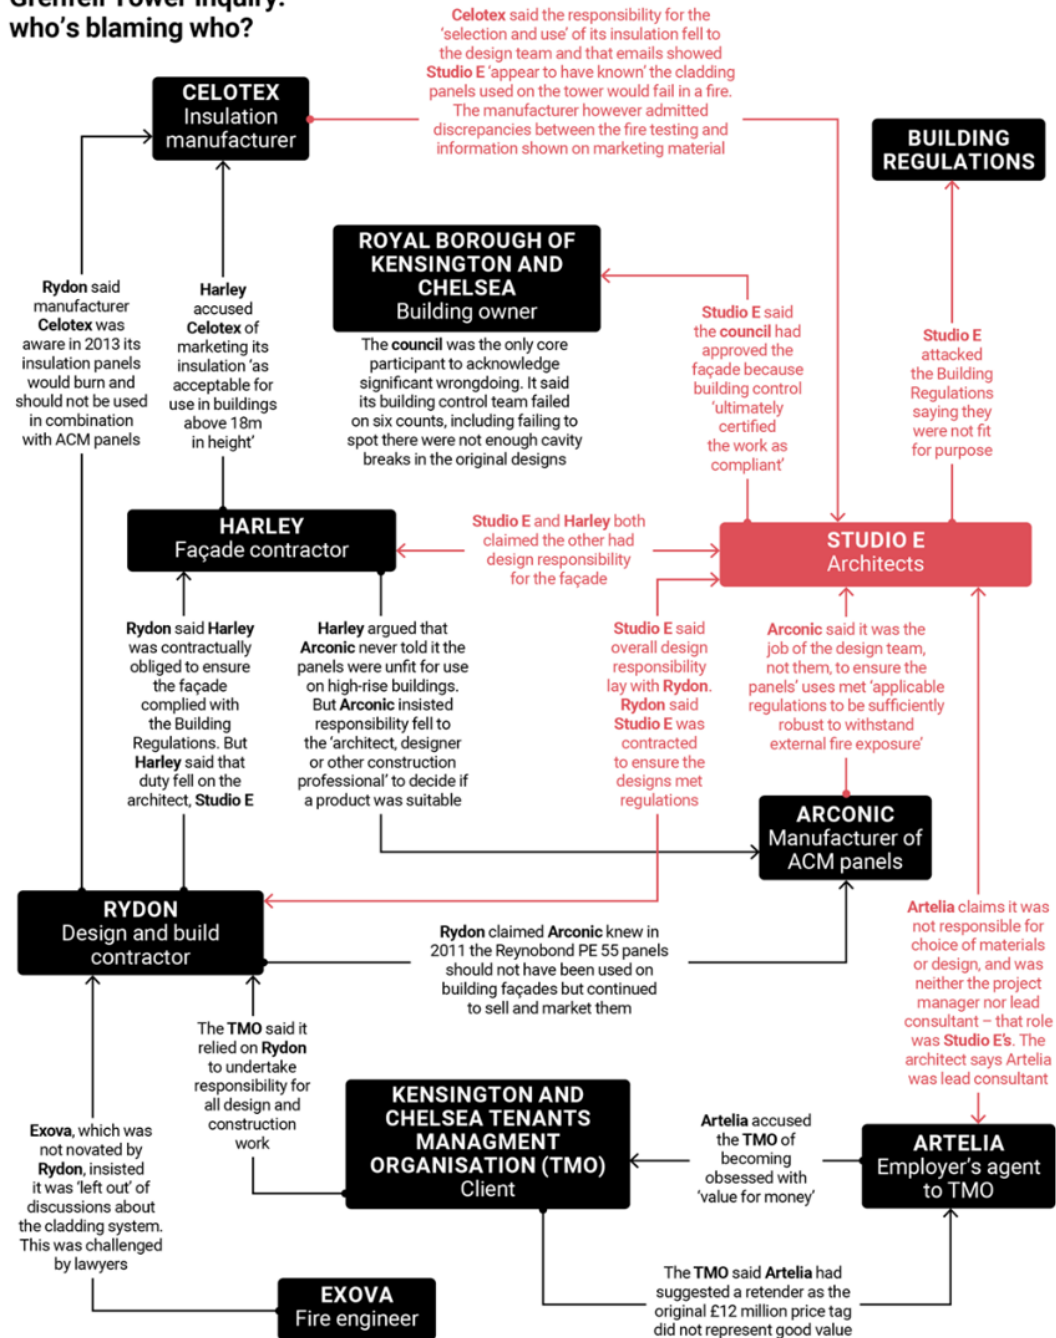 Grenfell Tower Inquiry:
who's blaming who?
Celotex said the responsibility for the
'selection and use' of its insulation fell to
the design team and that emails showed
Studio E 'appear to have known' the cladding
panels used on the tower would fail in a fire.
The manufacturer however admitted
discrepancies between the fire testing and
information shown on marketing material
CELOTEX
Insulation
manufacturer
BUILDING
REGULATIONS
ROYAL BOROUGH OF
KENSINGTON AND
CHELSEA
Building owner
The council was the only core
participant to acknowledge
significant wrongdoing. It said
its building control team failed
on six counts, including failing to
spot there were not enough cavity
breaks in the original designs
Rydon said
manufacturer
Celotex was
aware in 2013 its
insulation panels
would burn and
should not be used
in combination
with ACM panels
Harley
accused
Celotex of
marketing its
insulation 'as
acceptable for
use in buildings
above 18m
in height'
Studio E said
the council had
approved the
façade because
building control
'ultimately
certified
the work as
compliant'
Studio E
attacked
the Building
Regulations
saying they
were not fit
for purpose
HARLEY
Façade contractor
Studio E and Harley both
claimed the other had
design responsibility
for the façade
STUDIO E
Architects
Rydon said Harley
was contractually
obliged to ensure
the façade
complied with
the Building
Regulations. But
Harley said that
duty fell on the
architect, Studio E
Harley argued that
Arconic never told it the
panels were unfit for use
on high-rise buildings.
But Arconic insisted
responsibility fell to
the 'architect, designer
or other construction
professional' to decide if
a product was suitable
Studio E said
overall design
responsibility
lay with Rydon.
Rydon said
Studio E was
contracted
to ensure the
designs met
regulations
Arconic said it was the
job of the design team,
not them, to ensure the
panels' uses met 'applicable
regulations to be sufficiently
robust to withstand
external fire exposure'
ARCONIC
Manufacturer of
ACM panels
RYDON
Design and build
contractor
Rydon claimed Arconic knew in
2011 the Reynobond PE 55 panels
should not have been used on
building façades but continued
to sell and market them
Artelia claims it was
not responsible for
choice of materials
or design, and was
neither the project
manager nor lead
consultant – that role
was Studio E's. The
architect says Artelia
was lead consultant
The TMO said it
relied on Rydon
to undertake
responsibility for
all design and
construction
work
KENSINGTON AND
CHELSEA TENANTS
MANAGMENT
ORGANISATION (TMO)
Client
Artelia accused
the TMO of
becoming
obsessed with
'value for money'
ARTELIA
Employer's agent
to TMO
Exova, which was
not novated by
Rydon, insisted
it was 'left out' of
discussions about
the cladding system.
This was challenged
by lawyers
EXOVA
Fire engineer
The TMO said Artelia had
suggested a retender as the
original £12 million price tag
did not represent good value